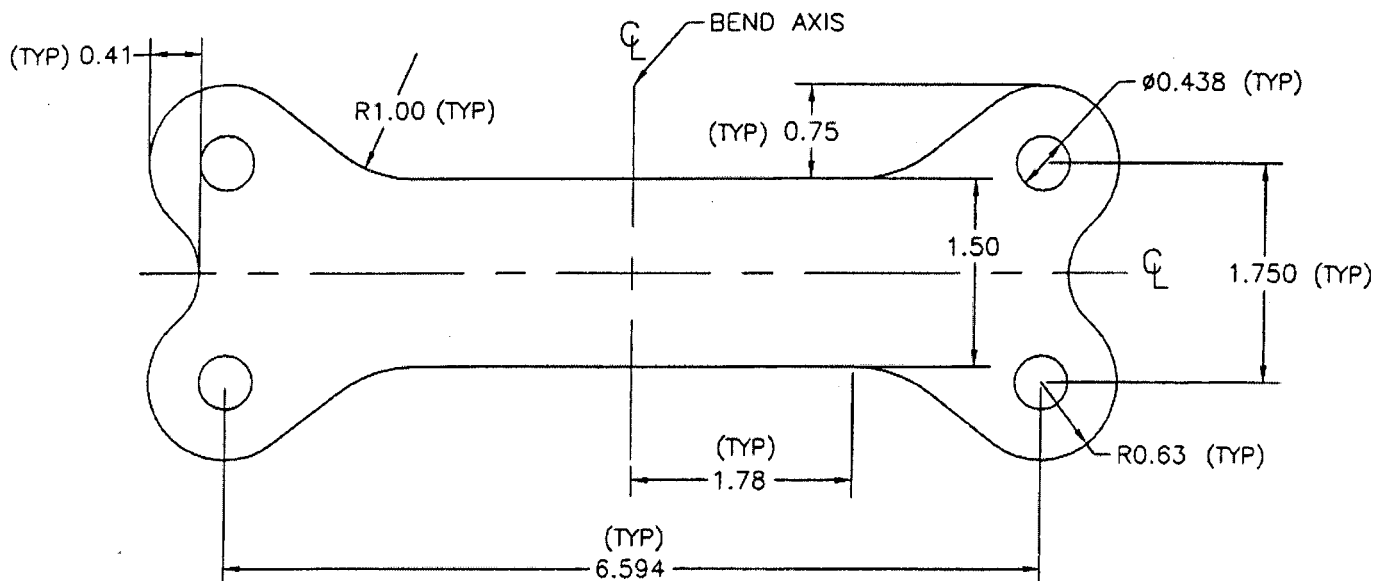 ℄
BEND AXIS
(TYP) 0.41
R1.00 (TYP)
(TYP) 0.75
ø0.438 (TYP)
1.50
℄
1.750 (TYP)
(TYP)
1.78
R0.63 (TYP)
(TYP)
6.594